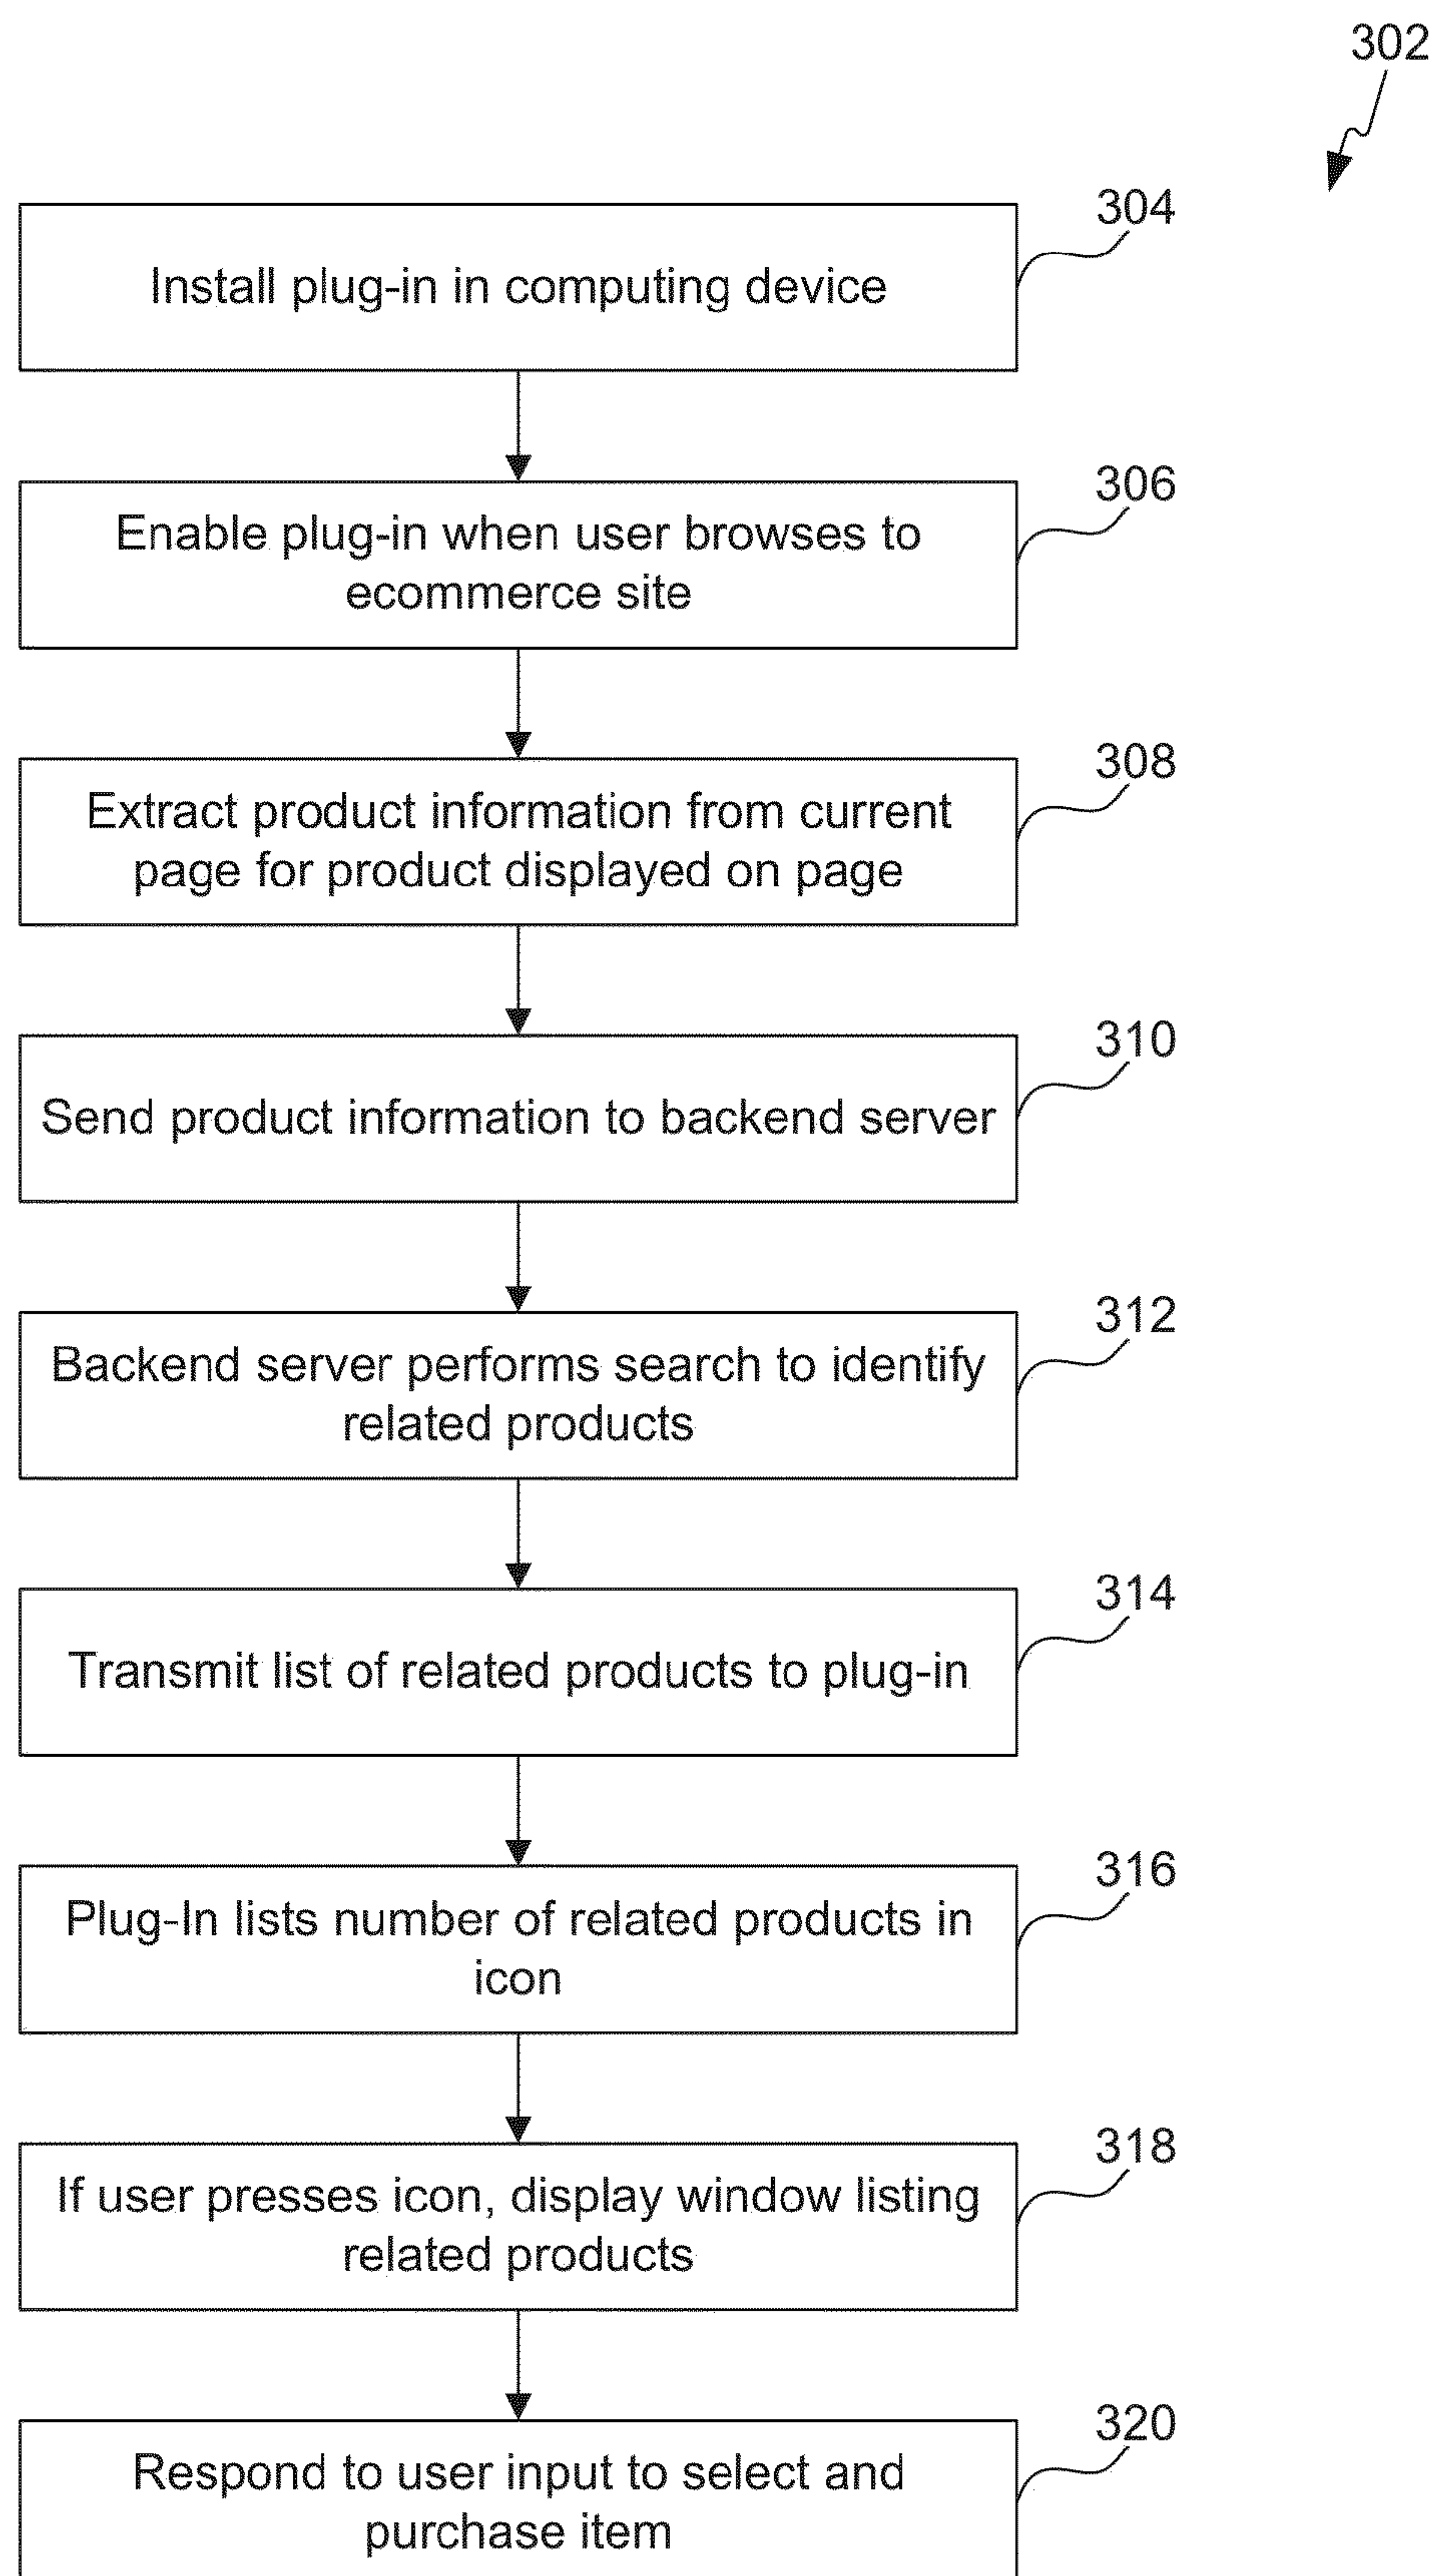 302
304
Install plug-in in computing device
306
Enable plug-in when user browses to
ecommerce site
308
Extract product information from current
page for product displayed on page
310
Send product information to backend server
312
Backend server performs search to identify
related products
314
Transmit list of related products to plug-in
316
Plug-In lists number of related products in
icon
318
If user presses icon, display window listing
related products
320
Respond to user input to select and
purchase item